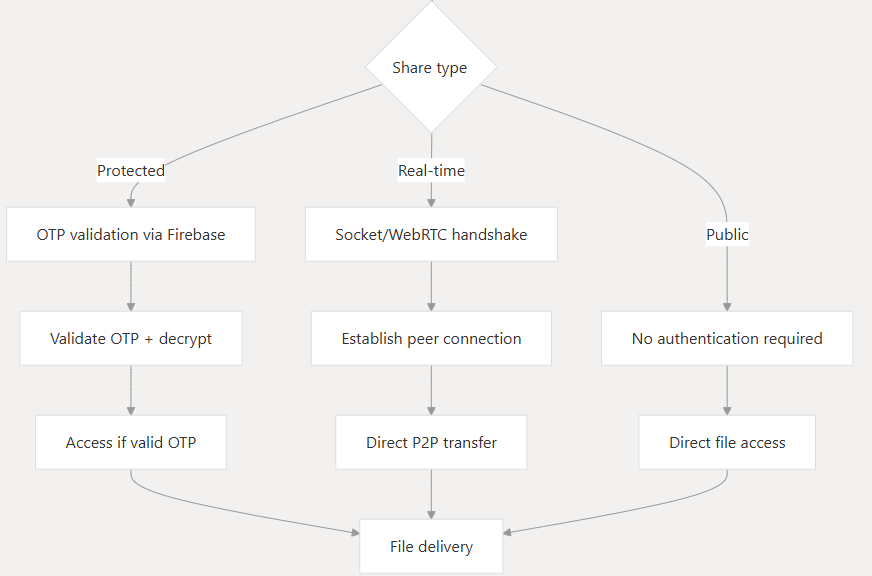 Share type
Protected
Real-time
Public
OTP validation via Firebase
Socket/WebRTC handshake
Validate OTP + decrypt
Establish peer connection
No authentication required
Access if valid OTP
Direct P2P transfer
Direct file access
File delivery